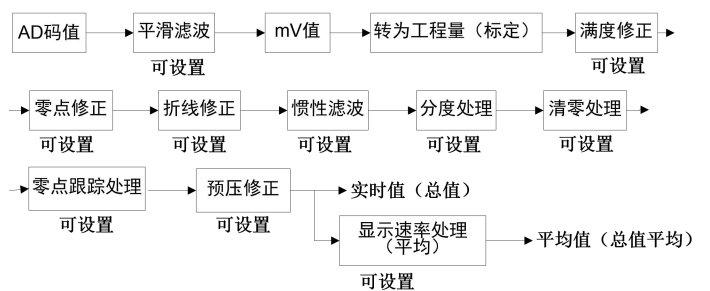 AD码值 平滑滤波 mV值 转为工程量（标定） 满度修正
可设置 可设置
零点修正 折线修正 惯性滤波 分度处理 清零处理
可设置 可设置 可设置 可设置 可设置
零点跟踪处理 预压修正 实时值（总值）
可设置 可设置
显示速率处理
（平均） 平均值（总值平均）
可设置